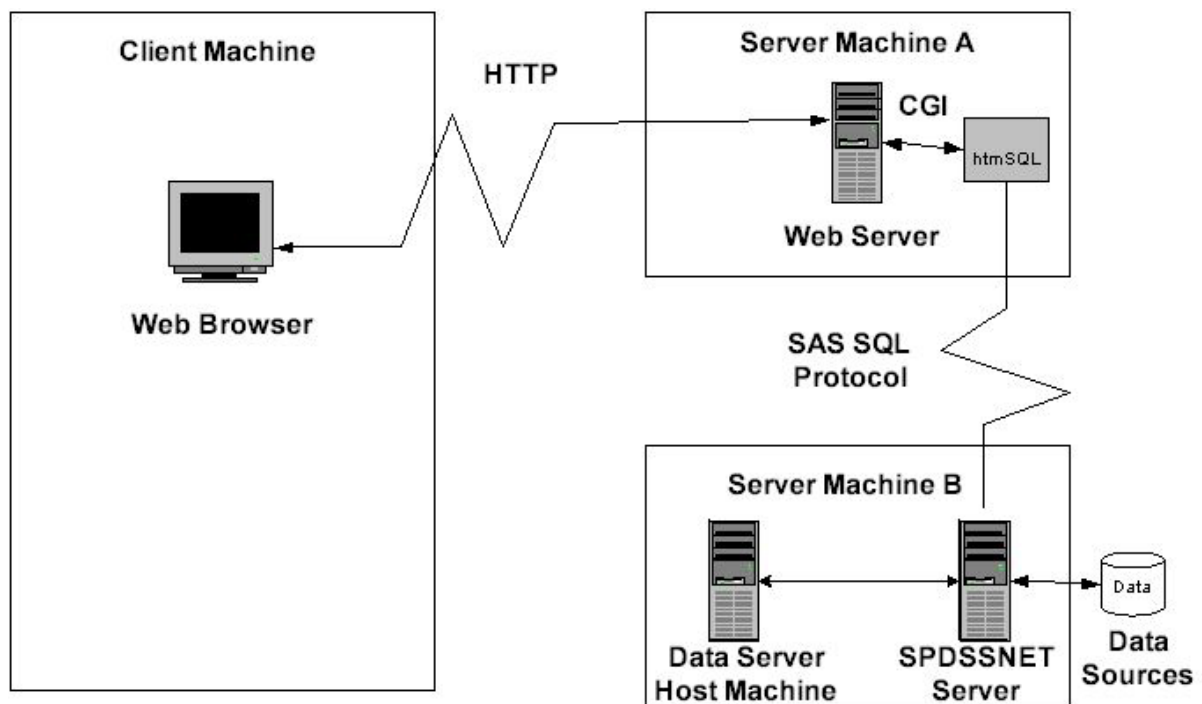 Client Machine
HTTP
Web Browser
Server Machine A
CGI
htmSQL
Web Server
SAS SQL
Protocol
Server Machine B
Data Server
Host Machine
SPDSSNET
Server
Data
Data
Sources